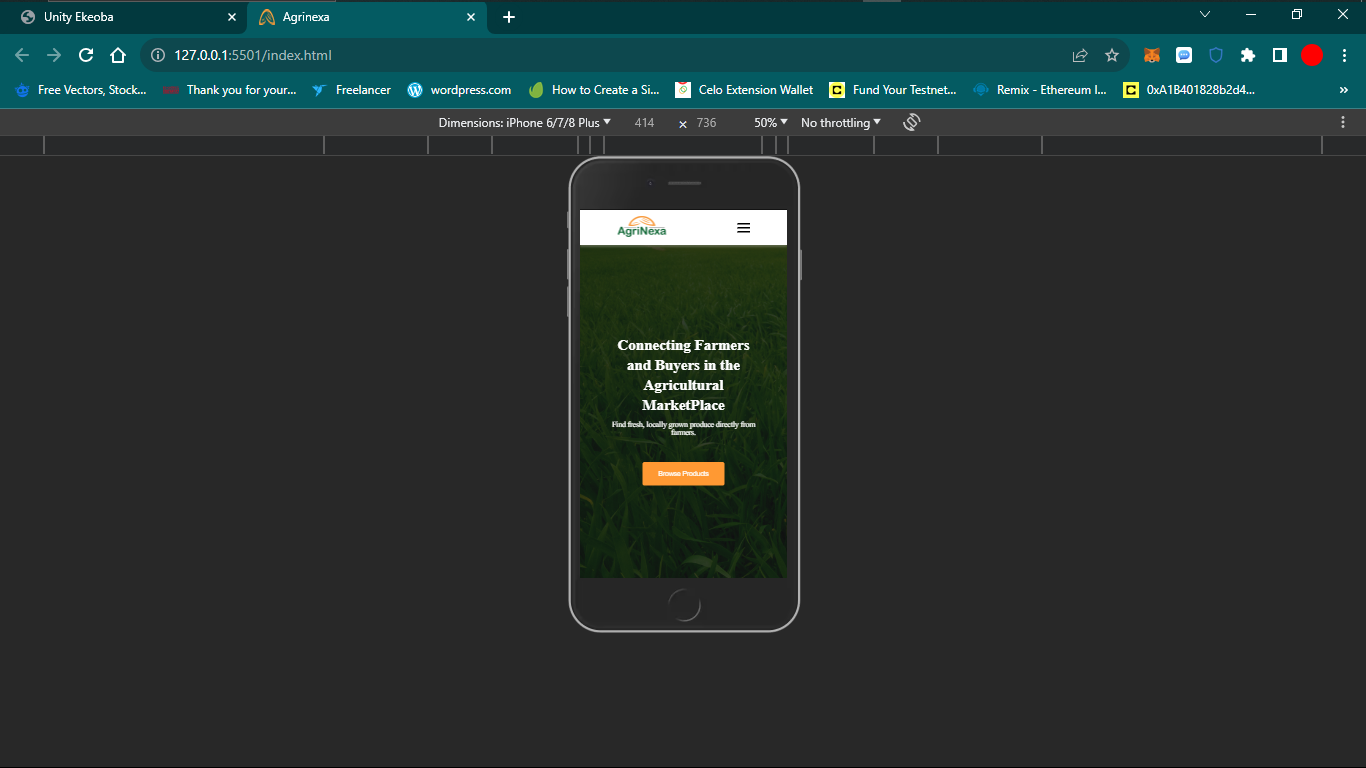 Unity Ekeoba
Agrinexa
127.0.0.1:5501/index.html
Free Vectors, Stock...
Thank you for your...
Freelancer
wordpress.com
How to Create a Si...
Celo Extension Wallet
Fund Your Testnet...
Remix - Ethereum I...
0xA1B401828b2d4...
»
Dimensions: iPhone 6/7/8 Plus
414 × 736
50%
No throttling
AgriNexa
Connecting Farmers
and Buyers in the
Agricultural
MarketPlace
Find fresh, locally grown produce directly from
farmers.
Browse Products